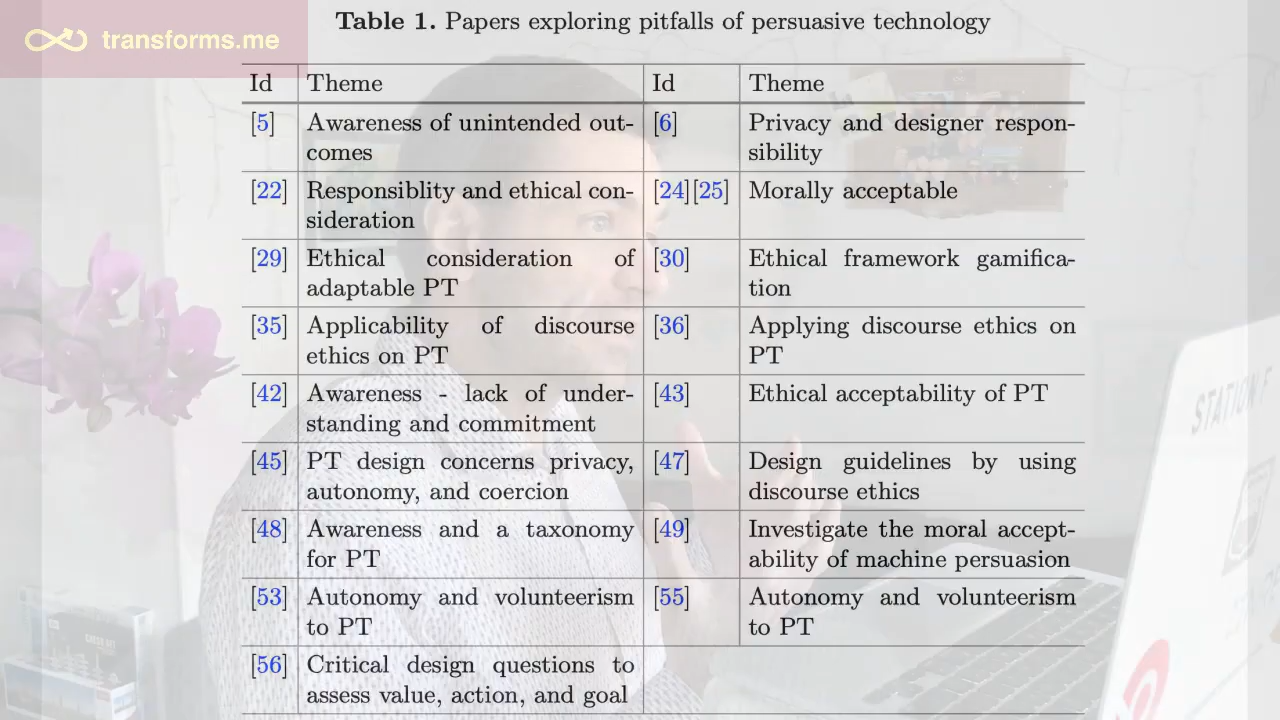 transforms.me
Table 1. Papers exploring pitfalls of persuasive technology
Id Theme Id Theme
[5] Awareness of unintended out- [6] Privacy and designer respon-
comes sibility
[22] Responsiblity and ethical con- [24][25] Morally acceptable
sideration
[29] Ethical consideration of [30] Ethical framework gamifica-
adaptable PT tion
[35] Applicability of discourse [36] Applying discourse ethics on
ethics on PT PT
[42] Awareness - lack of under- [43] Ethical acceptability of PT
standing and commitment
[45] PT design concerns privacy, [47] Design guidelines by using
autonomy, and coercion discourse ethics
[48] Awareness and a taxonomy [49] Investigate the moral accept-
for PT ability of machine persuasion
[53] Autonomy and volunteerism [55] Autonomy and volunteerism
to PT to PT
[56] Critical design questions to
assess value, action, and goal
STATION F